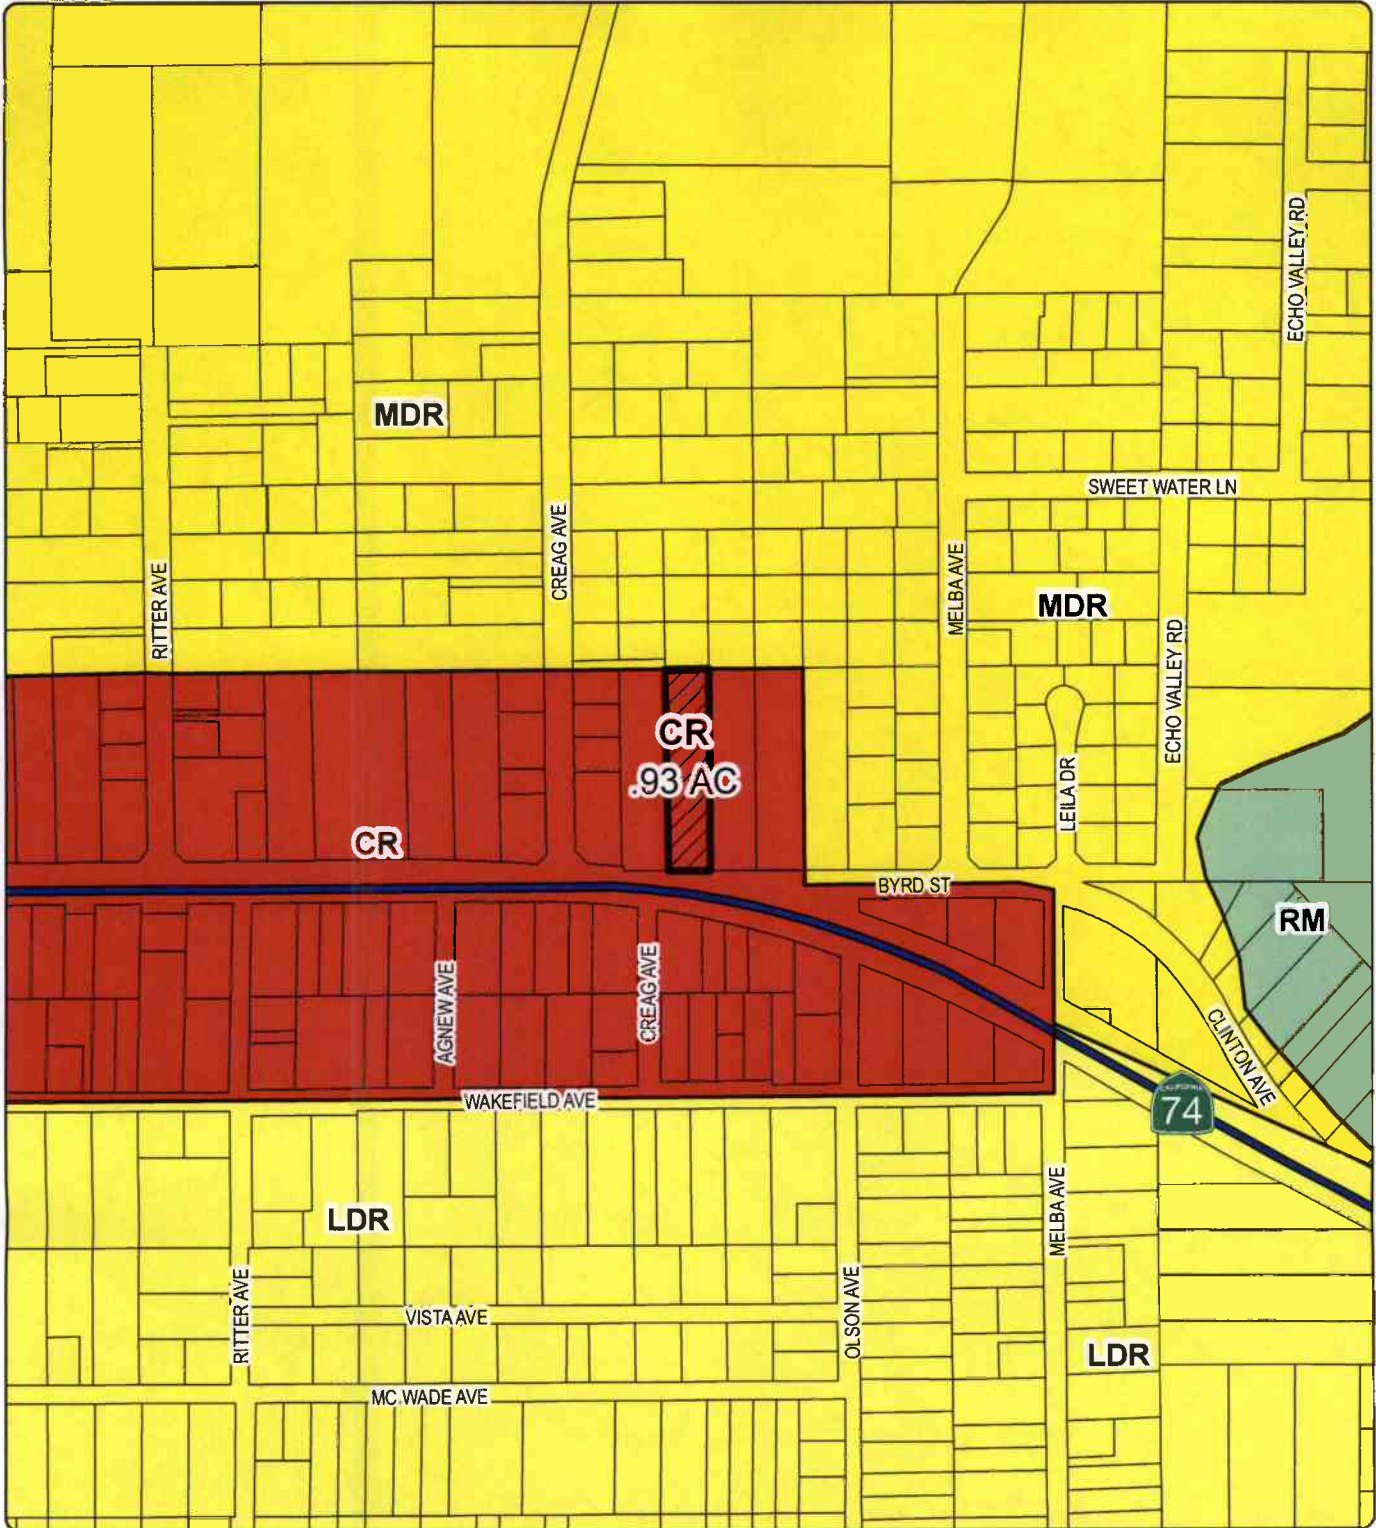 ECHO VALLEY RD
MDR
SWEET WATER LN
CREAG AVE
RITTER AVE
MELBA AVE
MDR
ECHO VALLEY RD
CR
.93 AC
LEILA DR
CR
BYRD ST
RM
AGNEW AVE
CREAG AVE
CLINTON AVE
WAKEFIELD AVE
CALIFORNIA
74
MELBA AVE
LDR
RITTER AVE
OLSON AVE
VISTA AVE
LDR
MC WADE AVE